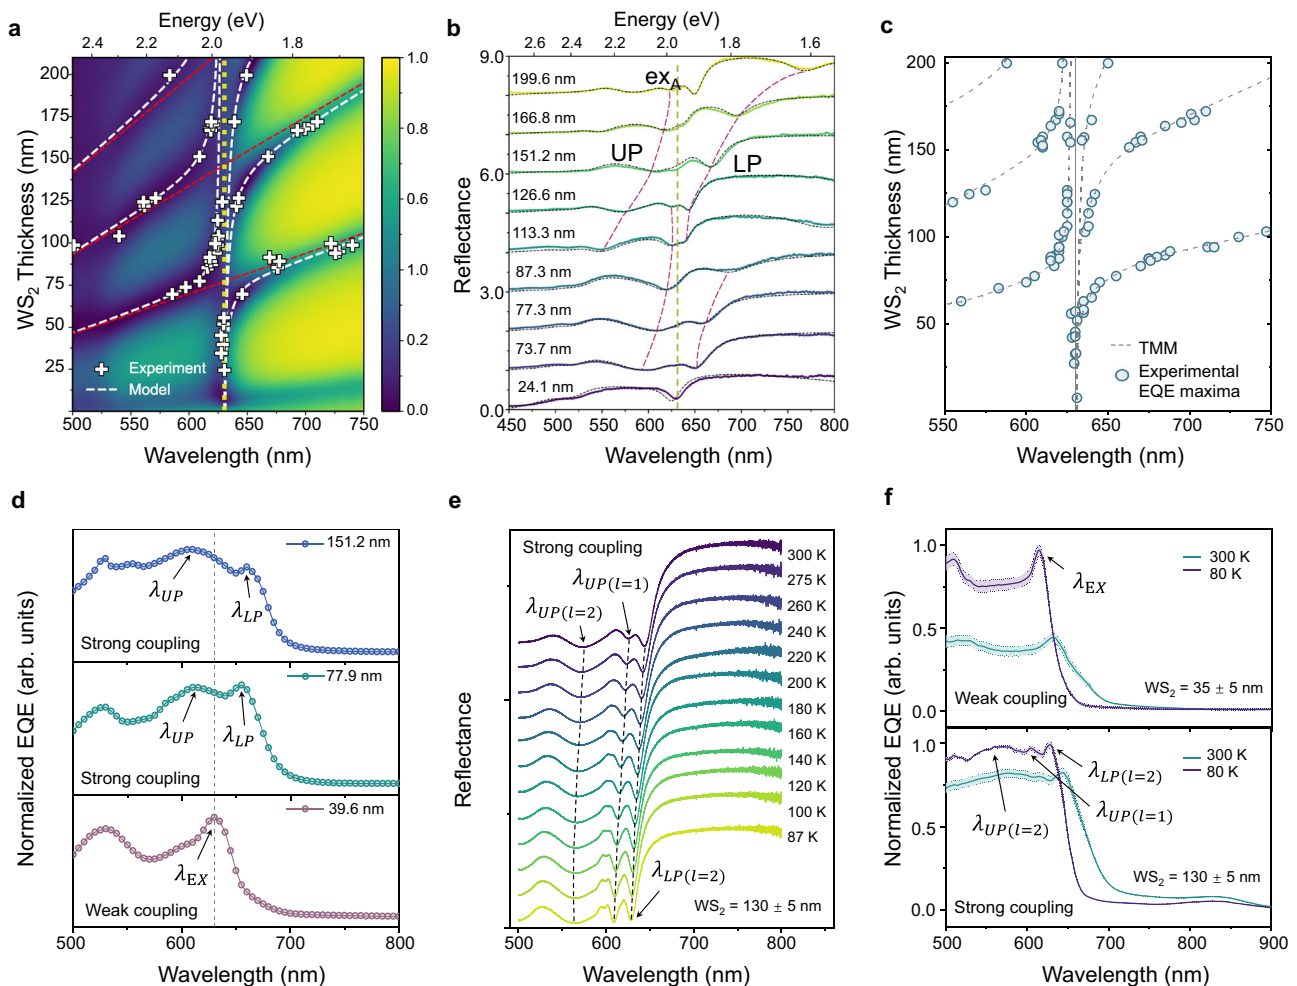 a
Energy (eV)
2.4 2.2 2.0 1.8
WS2 Thickness (nm)
200
175
150
125
100
75
50
25
Experiment
Model
500 550 600 650 700 750
Wavelength (nm)
1.0
0.8
0.6
0.4
1.0
0.2
0.0
b
Energy (eV)
2.6 2.4 2.2 2.0 1.8 1.6
Reflectance
9.0
6.0
3.0
0.0
199.6 nm
exA
166.8 nm
151.2 nm
UP
LP
126.6 nm
113.3 nm
87.3 nm
77.3 nm
73.7 nm
24.1 nm
450 500 550 600 650 700 750 800
Wavelength (nm)
c
WS2 Thickness (nm)
200
150
100
50
TMM
Experimental
EQE maxima
550 600 650 700 750
Wavelength (nm)
d
Normalized EQE (arb. units)
151.2 nm
λUP
λLP
Strong coupling
77.9 nm
λUP
λLP
Strong coupling
39.6 nm
λEX
Weak coupling
500 600 700 800
Wavelength (nm)
e
Reflectance
Strong coupling
λUP(l=1)
λUP(l=2)
300 K
275 K
260 K
240 K
220 K
200 K
180 K
160 K
140 K
120 K
100 K
87 K
λLP(l=2)
WS2 = 130 ± 5 nm
500 550 600 650 700 750 800
Wavelength (nm)
f
Normalized EQE (arb. units)
1.0
0.5
0.0
300 K
80 K
λEX
WS2 = 35 ± 5 nm
Weak coupling
1.0
0.5
0.0
300 K
80 K
λLP(l=2)
λUP(l=1)
λUP(l=2)
WS2 = 130 ± 5 nm
Strong coupling
500 600 700 800 900
Wavelength (nm)